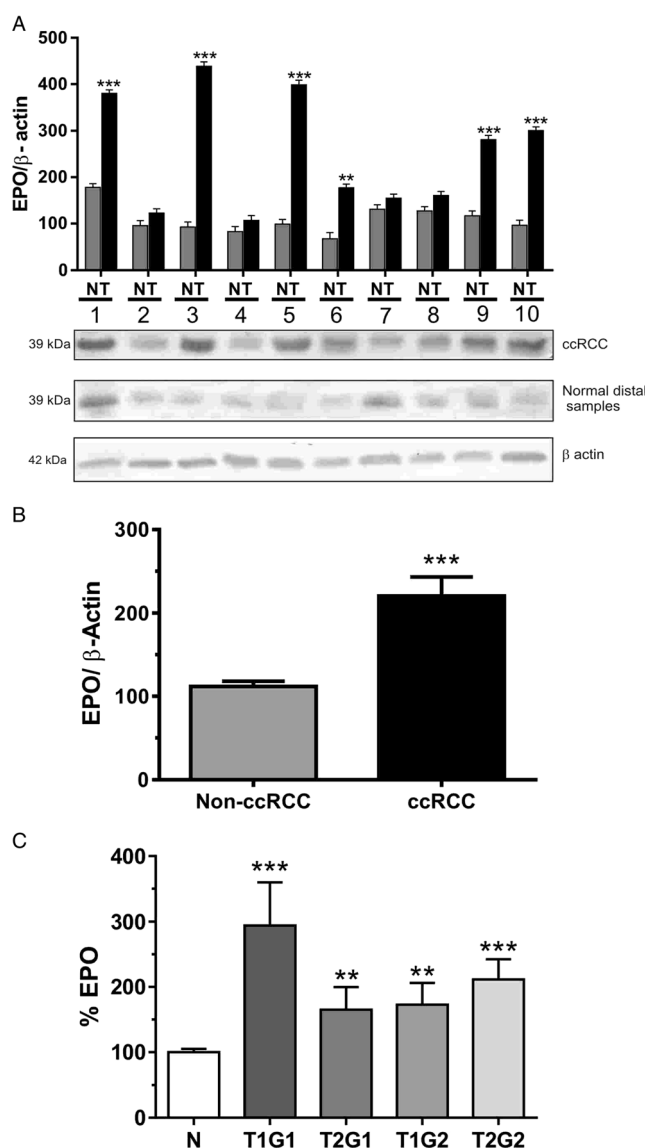 A
500
400
300
200
100
0
EPO/β- actin
*** *** *** ** *** ***
NT NT NT NT NT NT NT NT NT NT
1 2 3 4 5 6 7 8 9 10
39 kDa ccRCC
39 kDa Normal distal
samples
42 kDa β actin
B
300
200
100
0
EPO/ β-Actin
***
Non-ccRCC ccRCC
C
400
300
200
100
0
% EPO
*** ** ** ***
N T1G1 T2G1 T1G2 T2G2